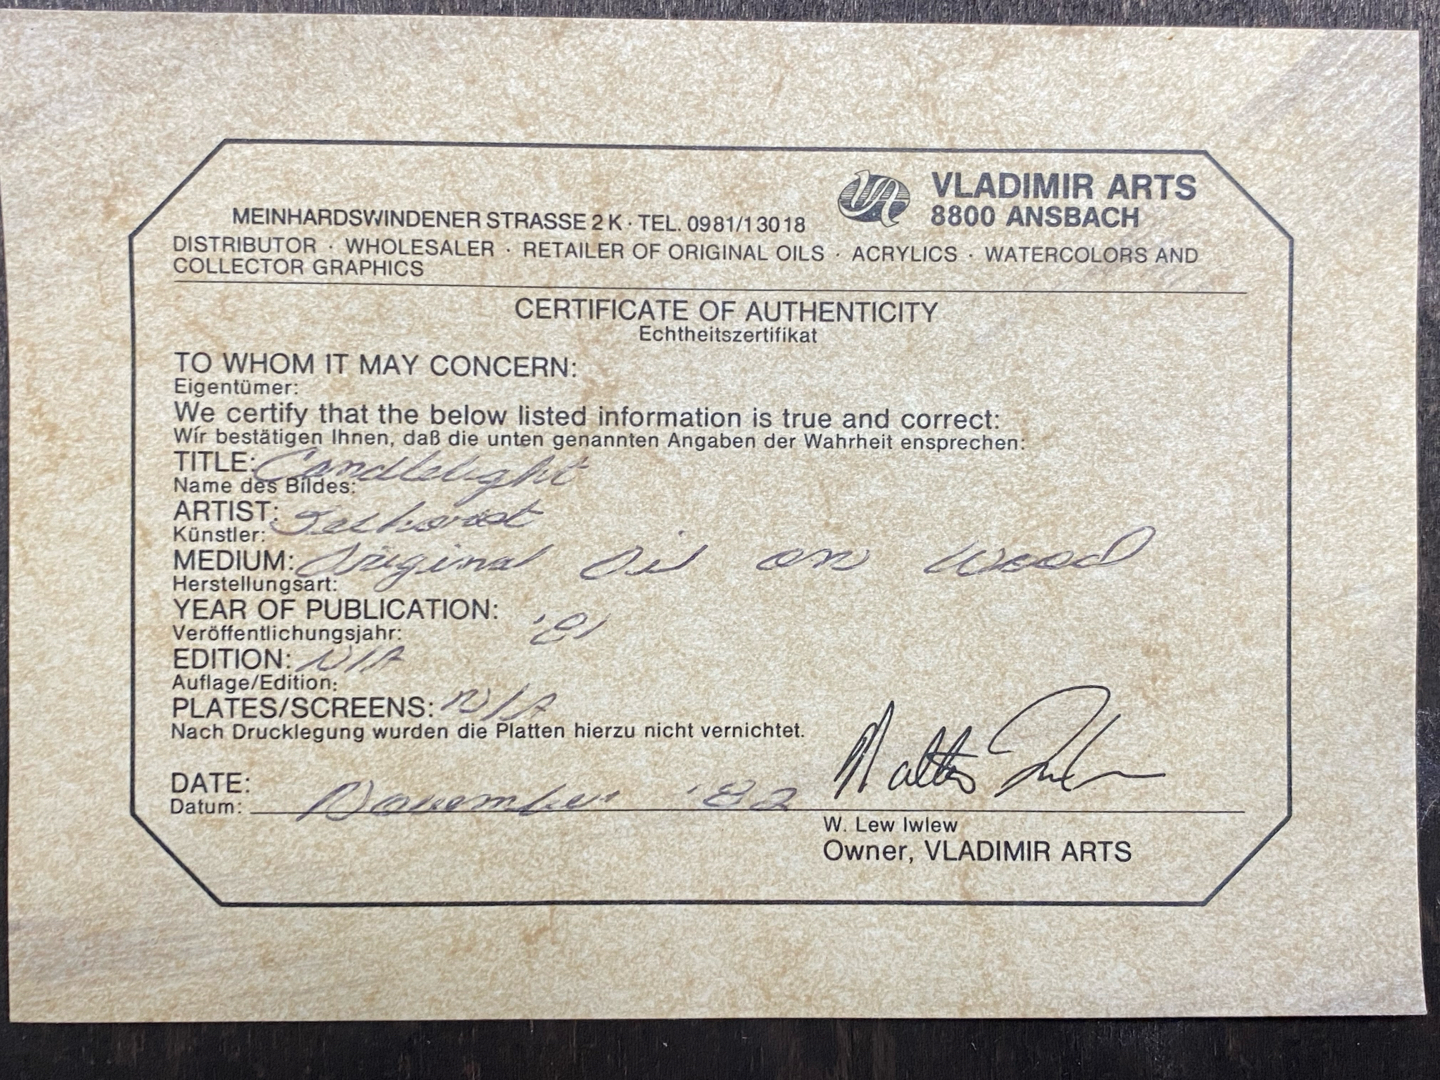 VLADIMIR ARTS
8800 ANSBACH
MEINHARDSWINDENER STRASSE 2 K · TEL. 0981/13018
DISTRIBUTOR · WHOLESALER · RETAILER OF ORIGINAL OILS · ACRYLICS · WATERCOLORS AND
COLLECTOR GRAPHICS
CERTIFICATE OF AUTHENTICITY
Echtheitszertifikat
TO WHOM IT MAY CONCERN:
Eigentümer:
We certify that the below listed information is true and correct:
Wir bestätigen Ihnen, daß die unten genannten Angaben der Wahrheit ensprechen:
TITLE: Candlelight
Name des Bildes:
ARTIST:
Künstler:
MEDIUM: Original Oil on Wood
Herstellungsart:
YEAR OF PUBLICATION: '81
Veröffentlichungsjahr:
EDITION: N/A
Auflage/Edition:
PLATES/SCREENS: N/A
Nach Drucklegung wurden die Platten hierzu nicht vernichtet.
DATE:
Datum: November '82
W. Lew Iwlew
Owner, VLADIMIR ARTS